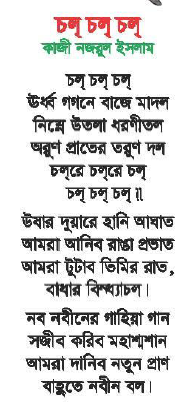 চল্ চল্ চল্
কাজী নজরুল ইসলাম
চল্ চল্ চল্
ঊর্ধ্ব গগনে বাজে মাদল
নিম্নে উতলা ধরণীতল
অরুণ প্রাতের তরুণ দল
চলরে চলরে চল
চল্ চল্ চল্॥
ঊষার দুয়ারে হানি আঘাত
আমরা আনিব রাঙা প্রভাত
আমরা টুটাব তিমির রাত,
বাধার বিন্ধ্যাচল।
নব নবীনের গাহিয়া গান
সজীব করিব মহাশ্মশান
আমরা দানিব নতুন প্রাণ
বাহুতে নবীন বল।